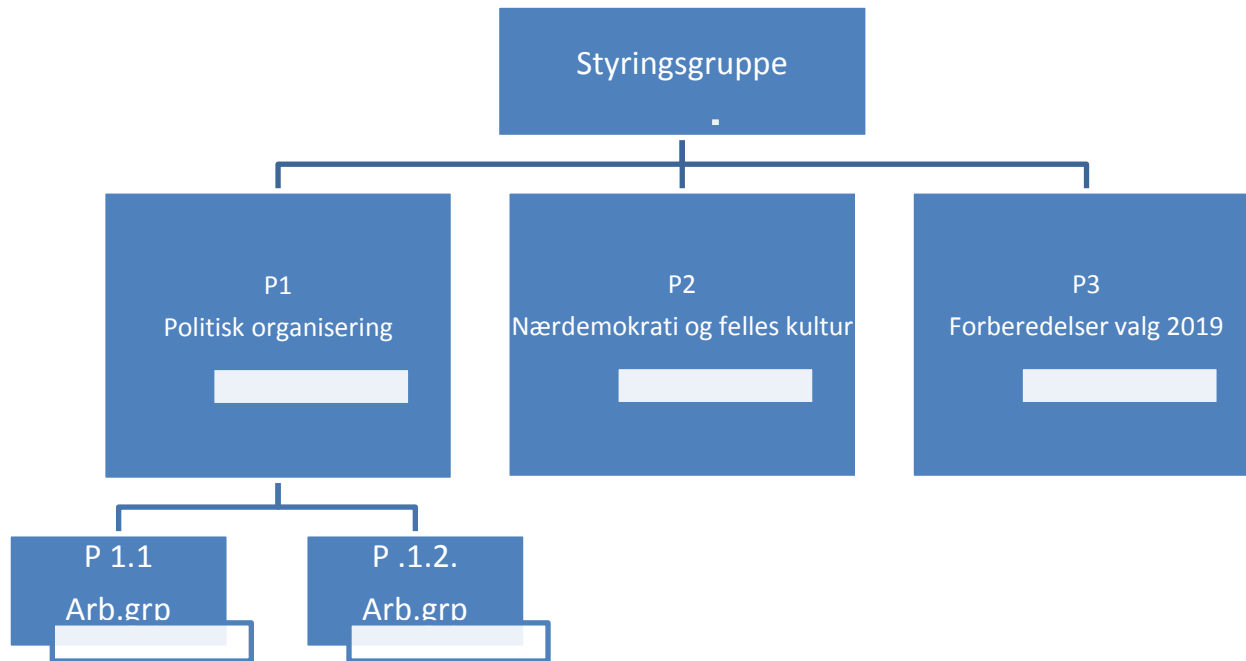 Styringsgruppe
.
P1
Politisk organisering
P2
Nærdemokrati og felles kultur
P3
Forberedelser valg 2019
P 1.1
Arb.grp
P .1.2.
Arb.grp